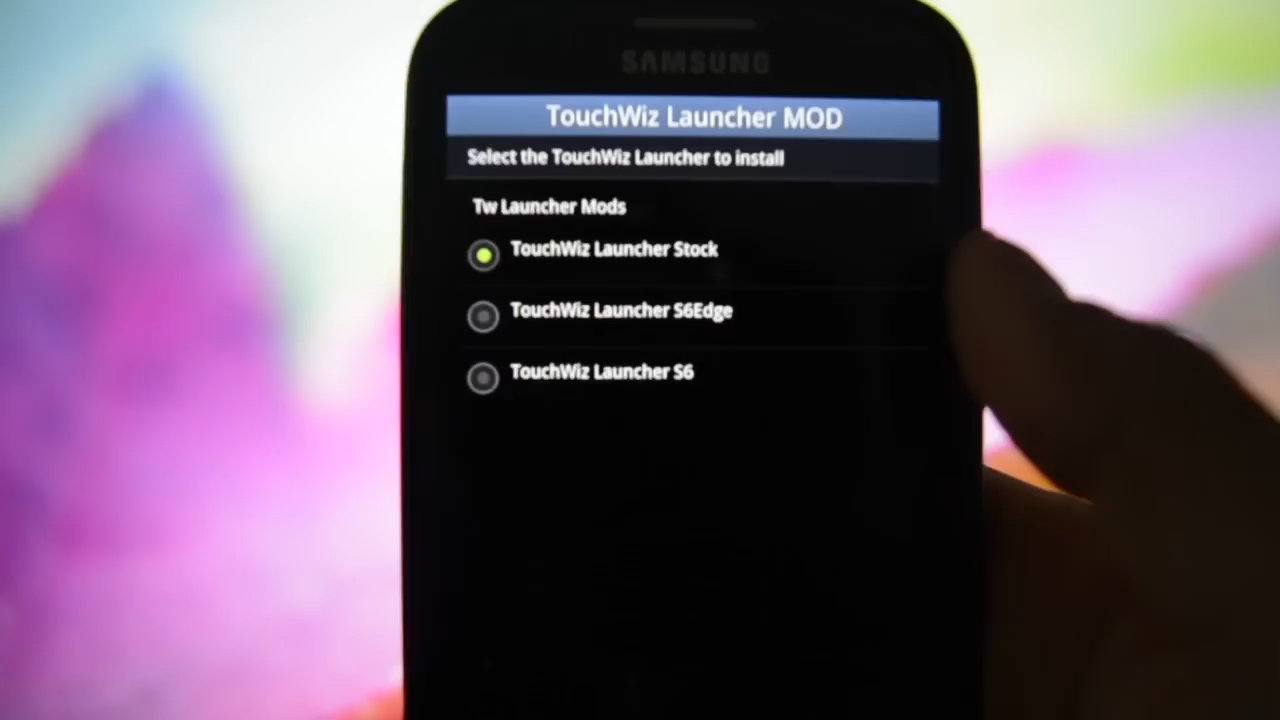 SAMSUNG
TouchWiz Launcher MOD
Select the TouchWiz Launcher to install
Tw Launcher Mods
TouchWiz Launcher Stock
TouchWiz Launcher S6Edge
TouchWiz Launcher S6